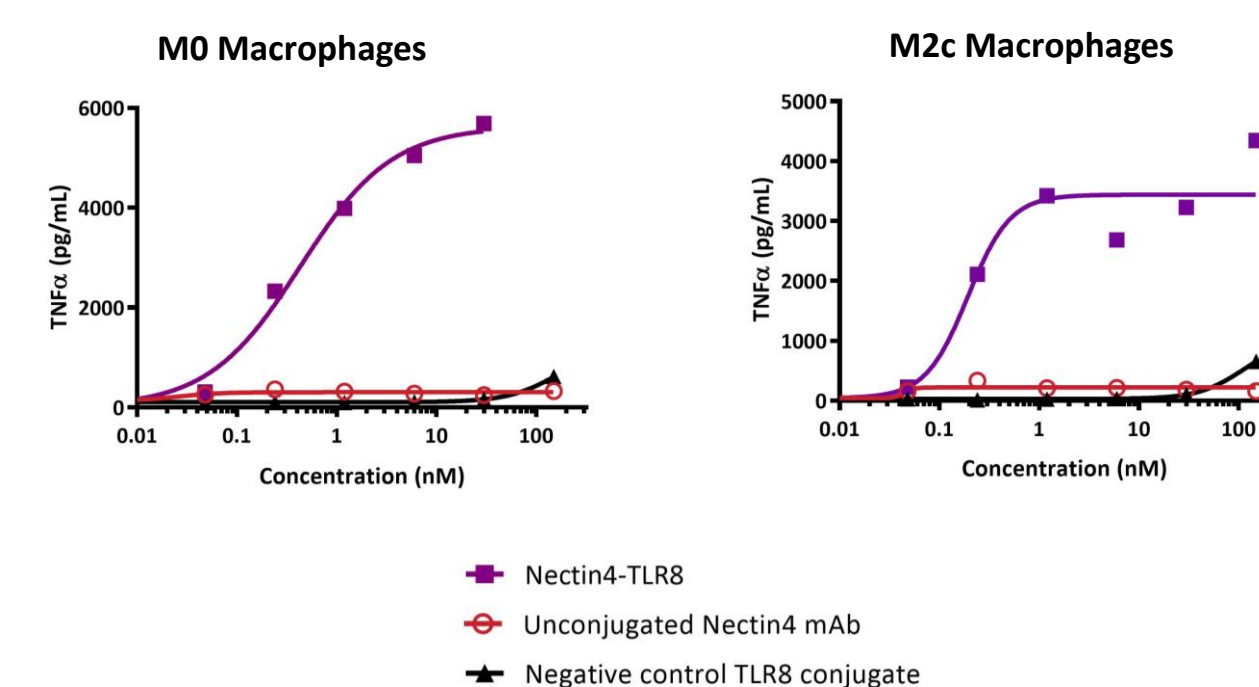 M0 Macrophages
6000
4000
2000
0
TNFα (pg/mL)
0.01 0.1 1 10 100
Concentration (nM)
M2c Macrophages
5000
4000
3000
2000
1000
0
TNFα (pg/mL)
0.01 0.1 1 10 100
Concentration (nM)
Nectin4-TLR8
Unconjugated Nectin4 mAb
Negative control TLR8 conjugate